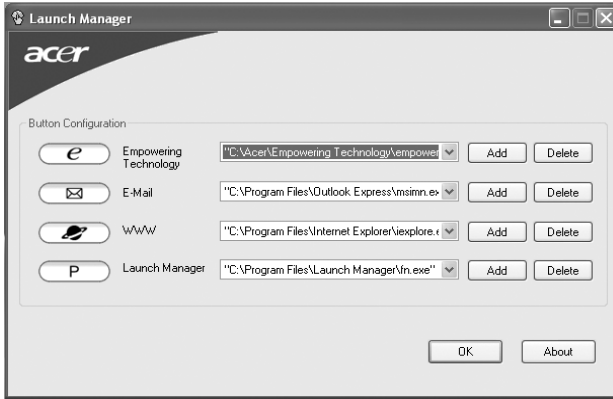 Launch Manager
acer
Button Configuration
e
Empowering
Technology
"C:\Acer\Empowering Technology\empower
Add
Delete
E-Mail
"C:\Program Files\Outlook Express\msimn.ex
Add
Delete
WWW
"C:\Program Files\Internet Explorer\iexplore.e
Add
Delete
P
Launch Manager
"C:\Program Files\Launch Manager\fn.exe"
Add
Delete
OK
About